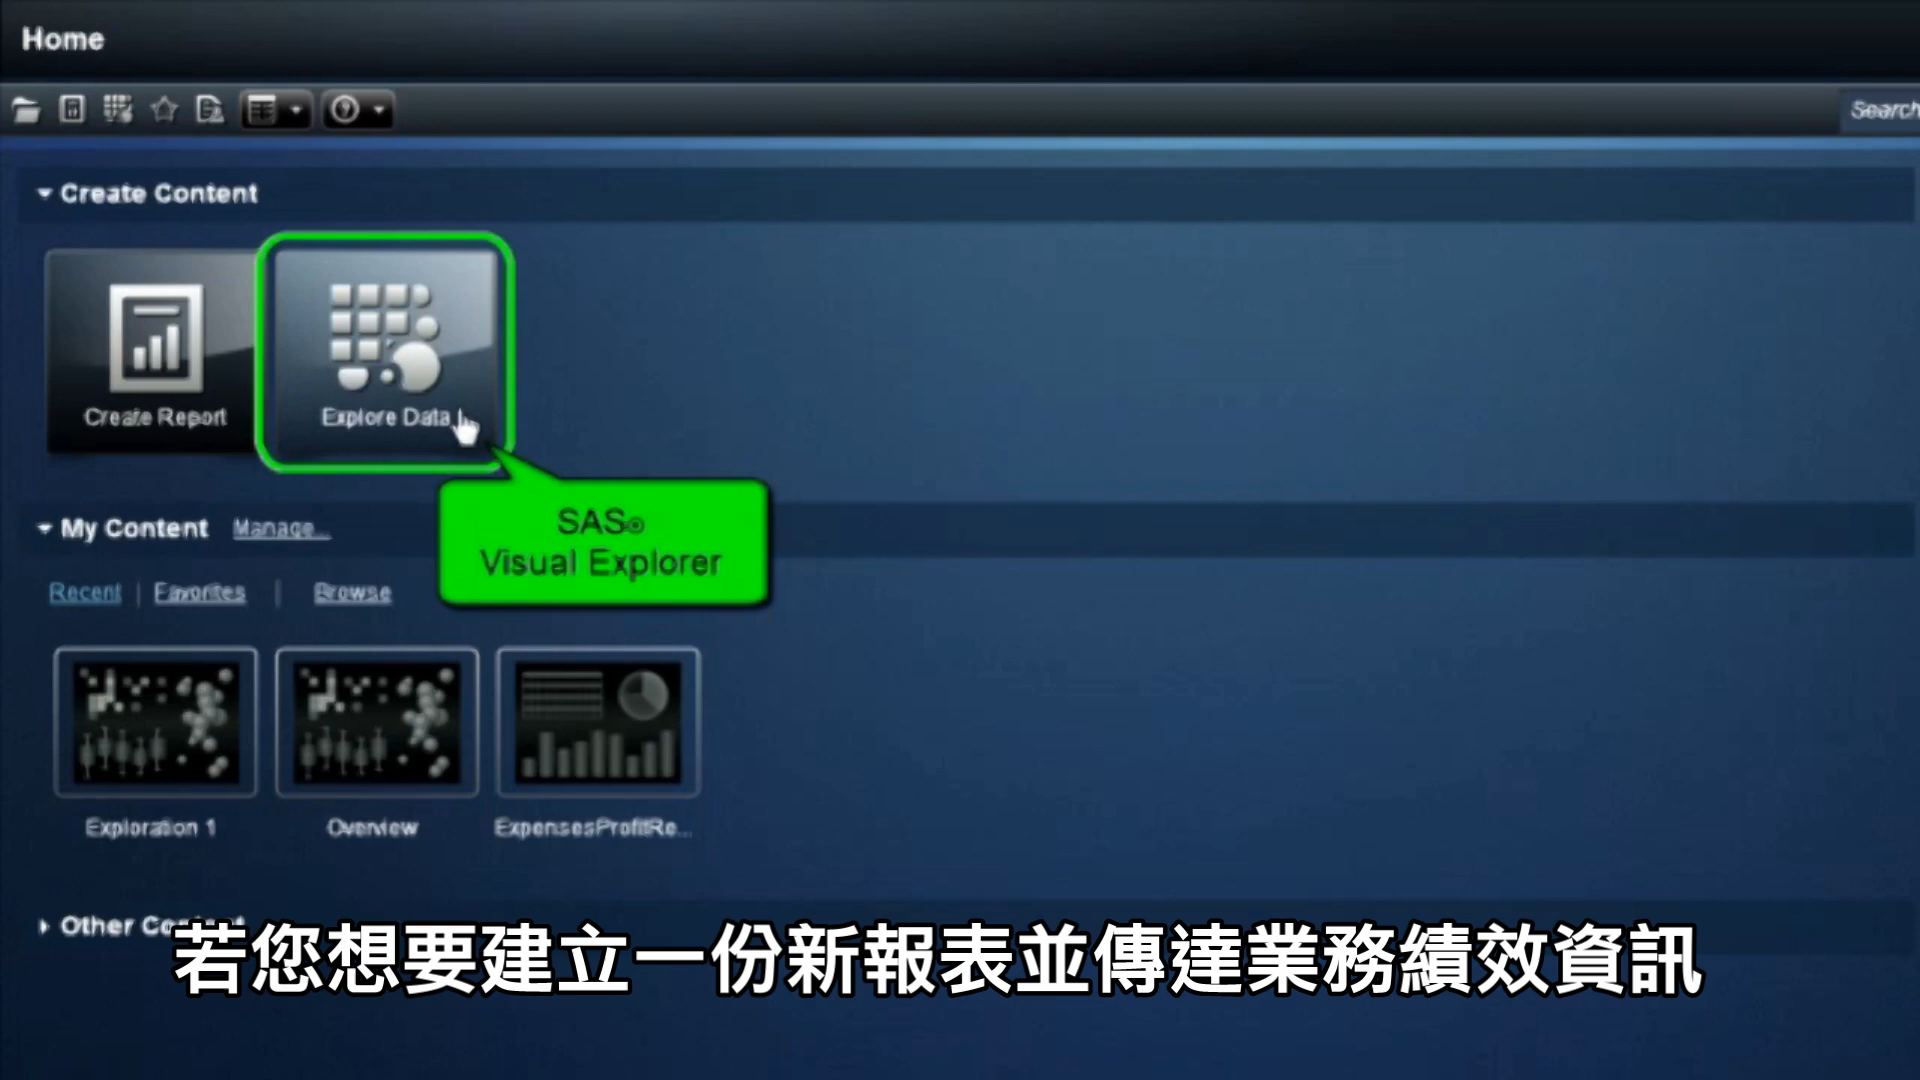 Home
Search
Create Content
Create Report
Explore Data
SAS®
Visual Explorer
My Content Manage...
Recent | Favorites | Browse
Exploration 1
Overview
ExpensesProfitRe...
Other
若您想要建立一份新報表並傳達業務績效資訊